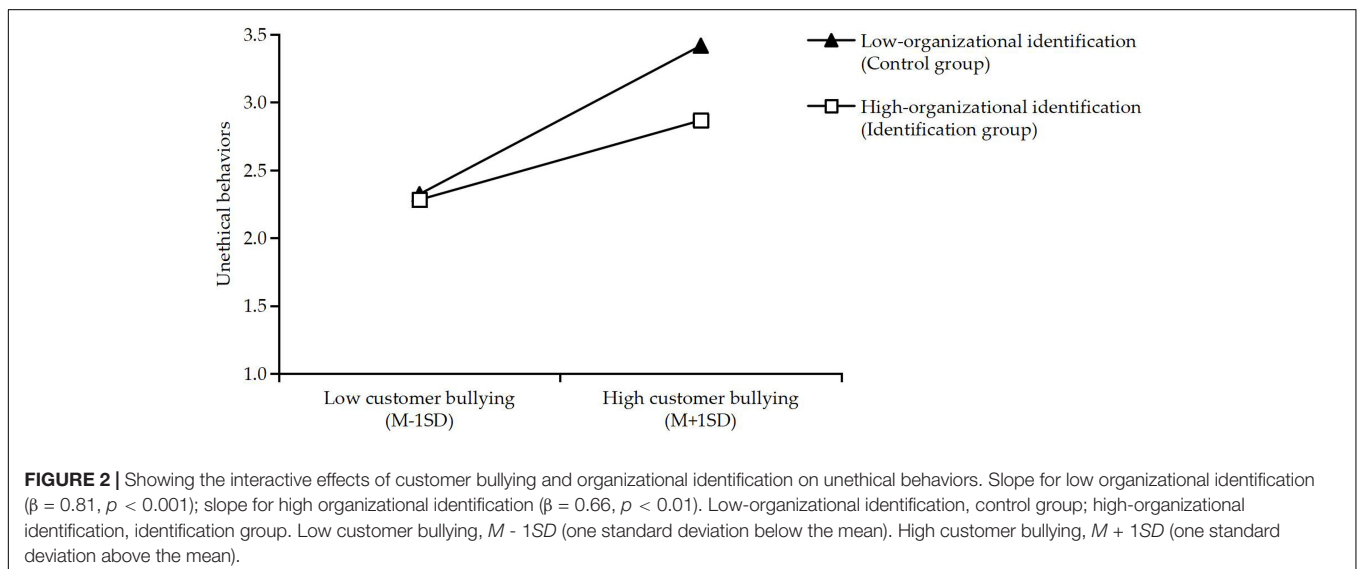 3.5
3.0
2.5
2.0
1.5
1.0
Unethical behaviors
Low customer bullying
(M-1SD)
High customer bullying
(M+1SD)
Low-organizational identification
(Control group)
High-organizational identification
(Identification group)
FIGURE 2 | Showing the interactive effects of customer bullying and organizational identification on unethical behaviors. Slope for low organizational identification
(β = 0.81, p < 0.001); slope for high organizational identification (β = 0.66, p < 0.01). Low-organizational identification, control group; high-organizational
identification, identification group. Low customer bullying, M - 1SD (one standard deviation below the mean). High customer bullying, M + 1SD (one standard
deviation above the mean).